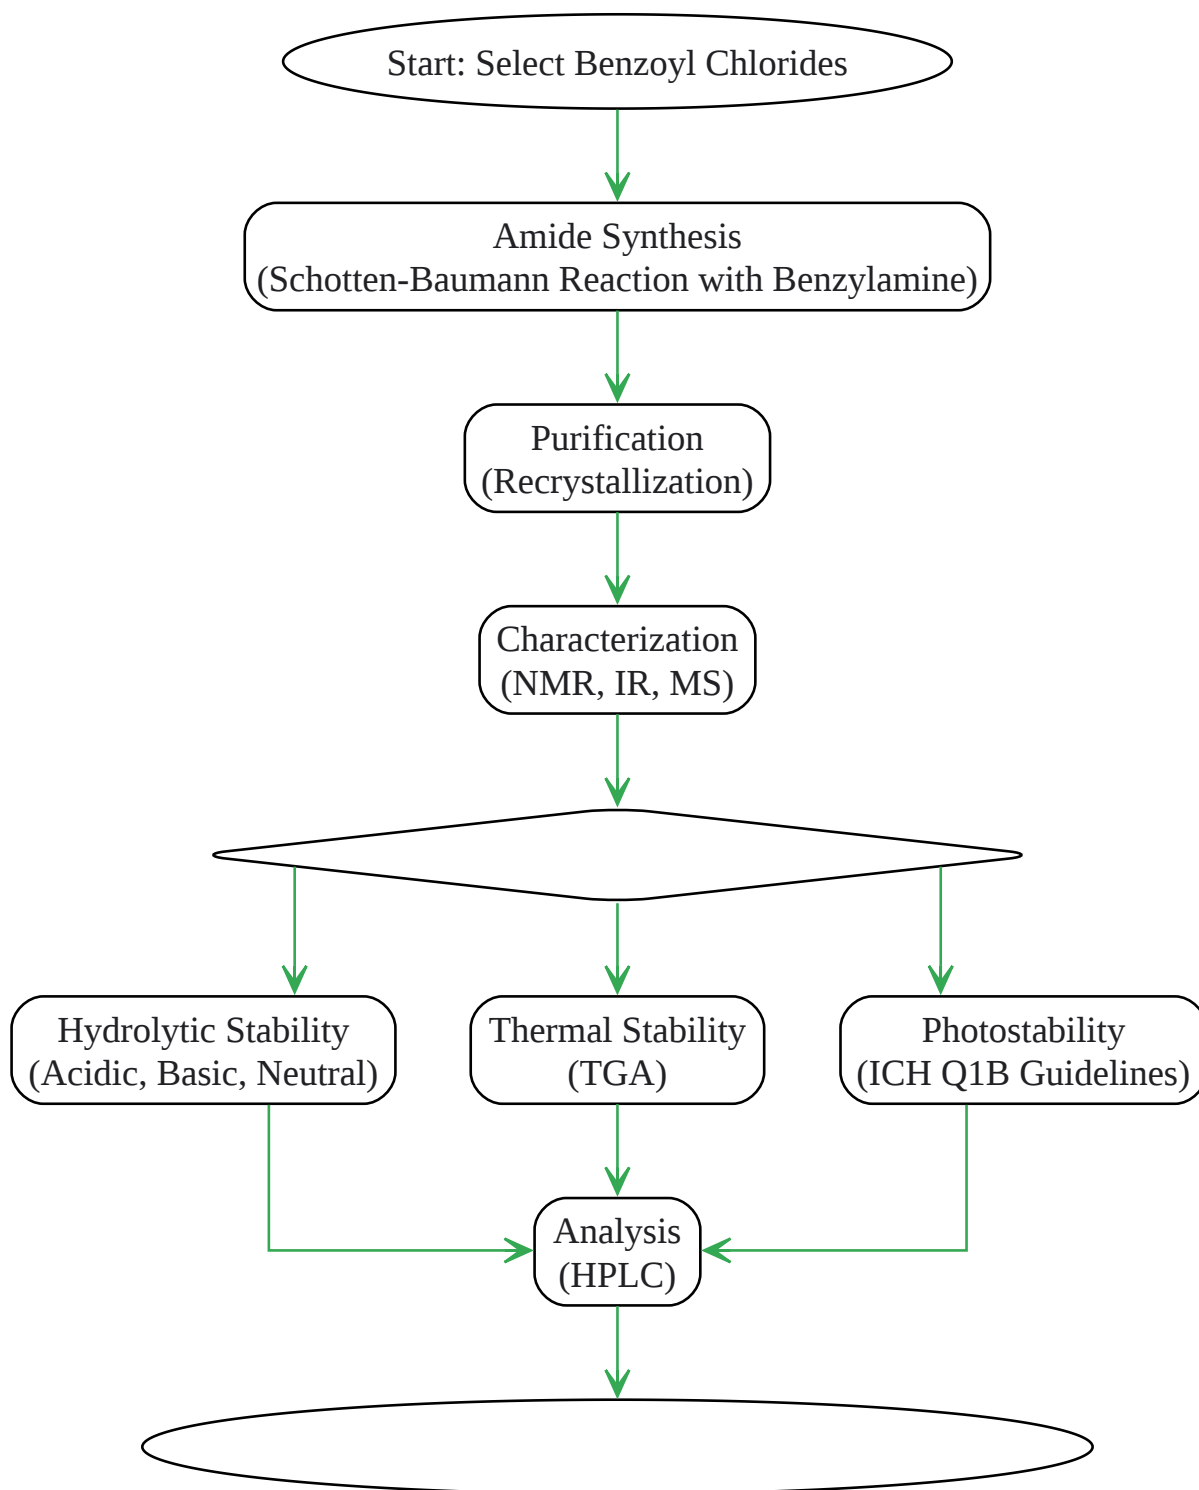 Start: Select Benzoyl Chlorides
Amide Synthesis
(Schotten-Baumann Reaction with Benzylamine)
Purification
(Recrystallization)
Characterization
(NMR, IR, MS)
Hydrolytic Stability
(Acidic, Basic, Neutral)
Thermal Stability
(TGA)
Photostability
(ICH Q1B Guidelines)
Analysis
(HPLC)